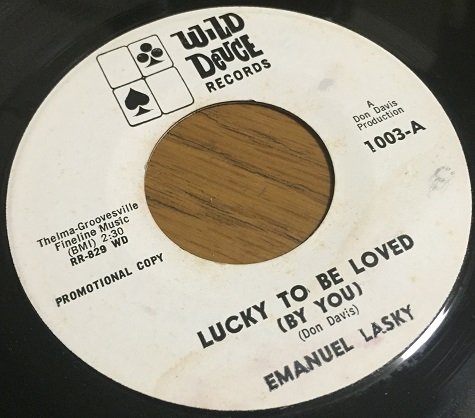 WILD
DEUCE
RECORDS
A
Don Davis
Production
1003-A
Thelma-Groovesville
Fineline Music
(BMI) 2:30
RR-829 WD
PROMOTIONAL COPY
LUCKY TO BE LOVED
(BY YOU)
(Don Davis)
EMANUEL LASKY